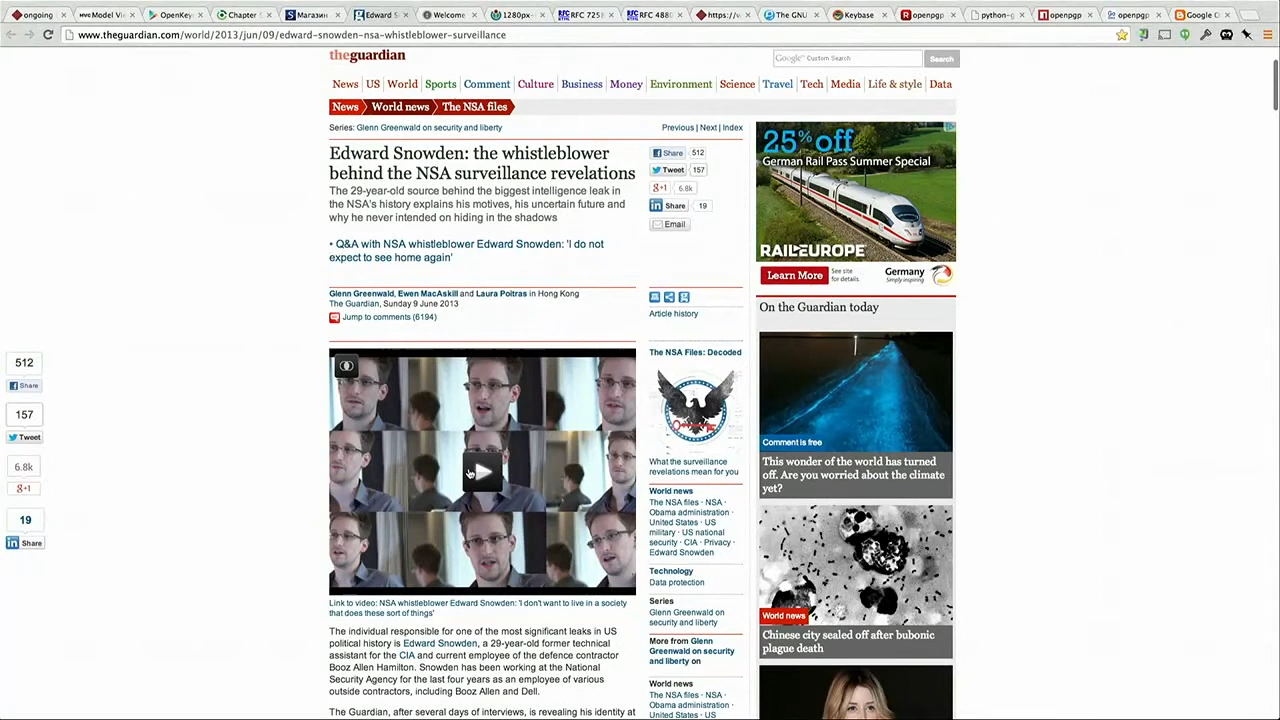 ongoing
Model View
OpenKey
Chapter
Магазин
Edward S
Welcome
1280px-
RFC 725
RFC 4880
https://w
The GNU
Keybase
openpgp
python-g
openpgp
openpgp
Google C
www.theguardian.com/world/2013/jun/09/edward-snowden-nsa-whistleblower-surveillance
theguardian
Google Custom Search
Search
News US World Sports Comment Culture Business Money Environment Science Travel Tech Media Life & style Data
News World news The NSA files
Series: Glenn Greenwald on security and liberty
Previous | Next | Index
Edward Snowden: the whistleblower
behind the NSA surveillance revelations
The 29-year-old source behind the biggest intelligence leak in
the NSA's history explains his motives, his uncertain future and
why he never intended on hiding in the shadows
• Q&A with NSA whistleblower Edward Snowden: 'I do not
expect to see home again'
Glenn Greenwald, Ewen MacAskill and Laura Poitras in Hong Kong
The Guardian, Sunday 9 June 2013
Jump to comments (6194)
Share 512
Tweet 157
+1 6.8k
Share 19
Email
Article history
25% off
German Rail Pass Summer Special
RAILEUROPE
Learn More
See site
for details.
Germany
Simply inspiring
On the Guardian today
Comment is free
This wonder of the world has turned
off. Are you worried about the climate
yet?
World news
Chinese city sealed off after bubonic
plague death
512
Share
157
Tweet
6.8k
+1
19
Share
The NSA Files: Decoded
What the surveillance
revelations mean for you
World news
The NSA files · NSA ·
Obama administration ·
United States · US
military · US national
security · CIA · Privacy ·
Edward Snowden
Technology
Data protection
Series
Glenn Greenwald on
security and liberty
More from Glenn
Greenwald on security
and liberty on
World news
The NSA files · NSA ·
Obama administration ·
United States · US
Link to video: NSA whistleblower Edward Snowden: 'I don't want to live in a society
that does these sort of things'
The individual responsible for one of the most significant leaks in US
political history is Edward Snowden, a 29-year-old former technical
assistant for the CIA and current employee of the defence contractor
Booz Allen Hamilton. Snowden has been working at the National
Security Agency for the last four years as an employee of various
outside contractors, including Booz Allen and Dell.
The Guardian, after several days of interviews, is revealing his identity at